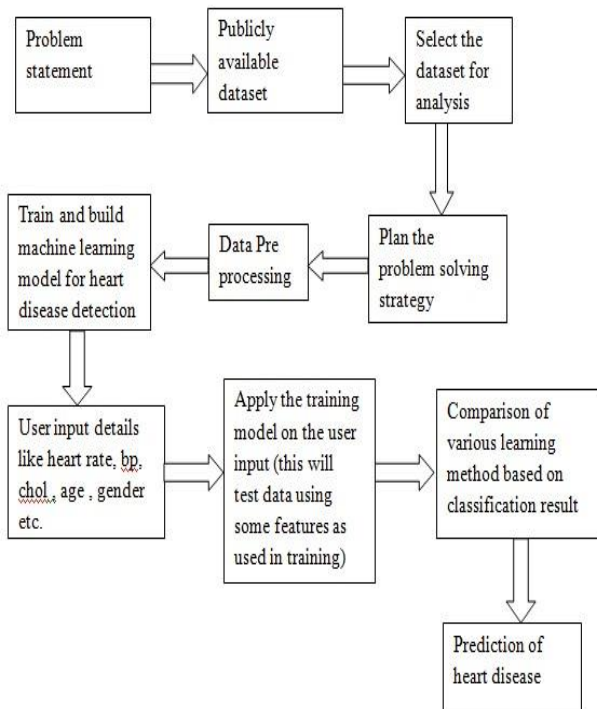 Problem
statement
Publicly
available
dataset
Select the
dataset for
analysis
Plan the
problem solving
strategy
Data Pre
processing
Train and build
machine learning
model for heart
disease detection
User input details
like heart rate, bp,
chol , age , gender
etc.
Apply the training
model on the user
input (this will
test data using
some features as
used in training)
Comparison of
various learning
method based on
classification result
Prediction of
heart disease